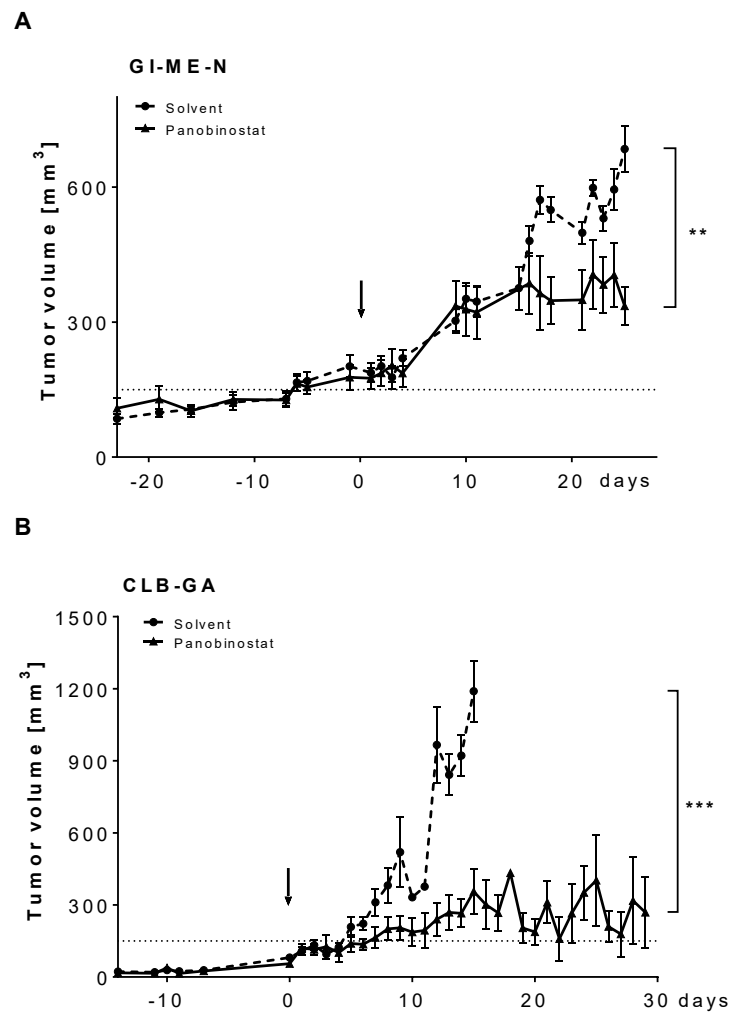 A
GI-ME-N
Solvent
Panobinostat
Tumor volume [mm³]
600
300
0
-20 -10 0 10 20 days
**
B
CLB-GA
Solvent
Panobinostat
Tumor volume [mm³]
1500
1200
900
600
300
0
-10 0 10 20 30 days
***